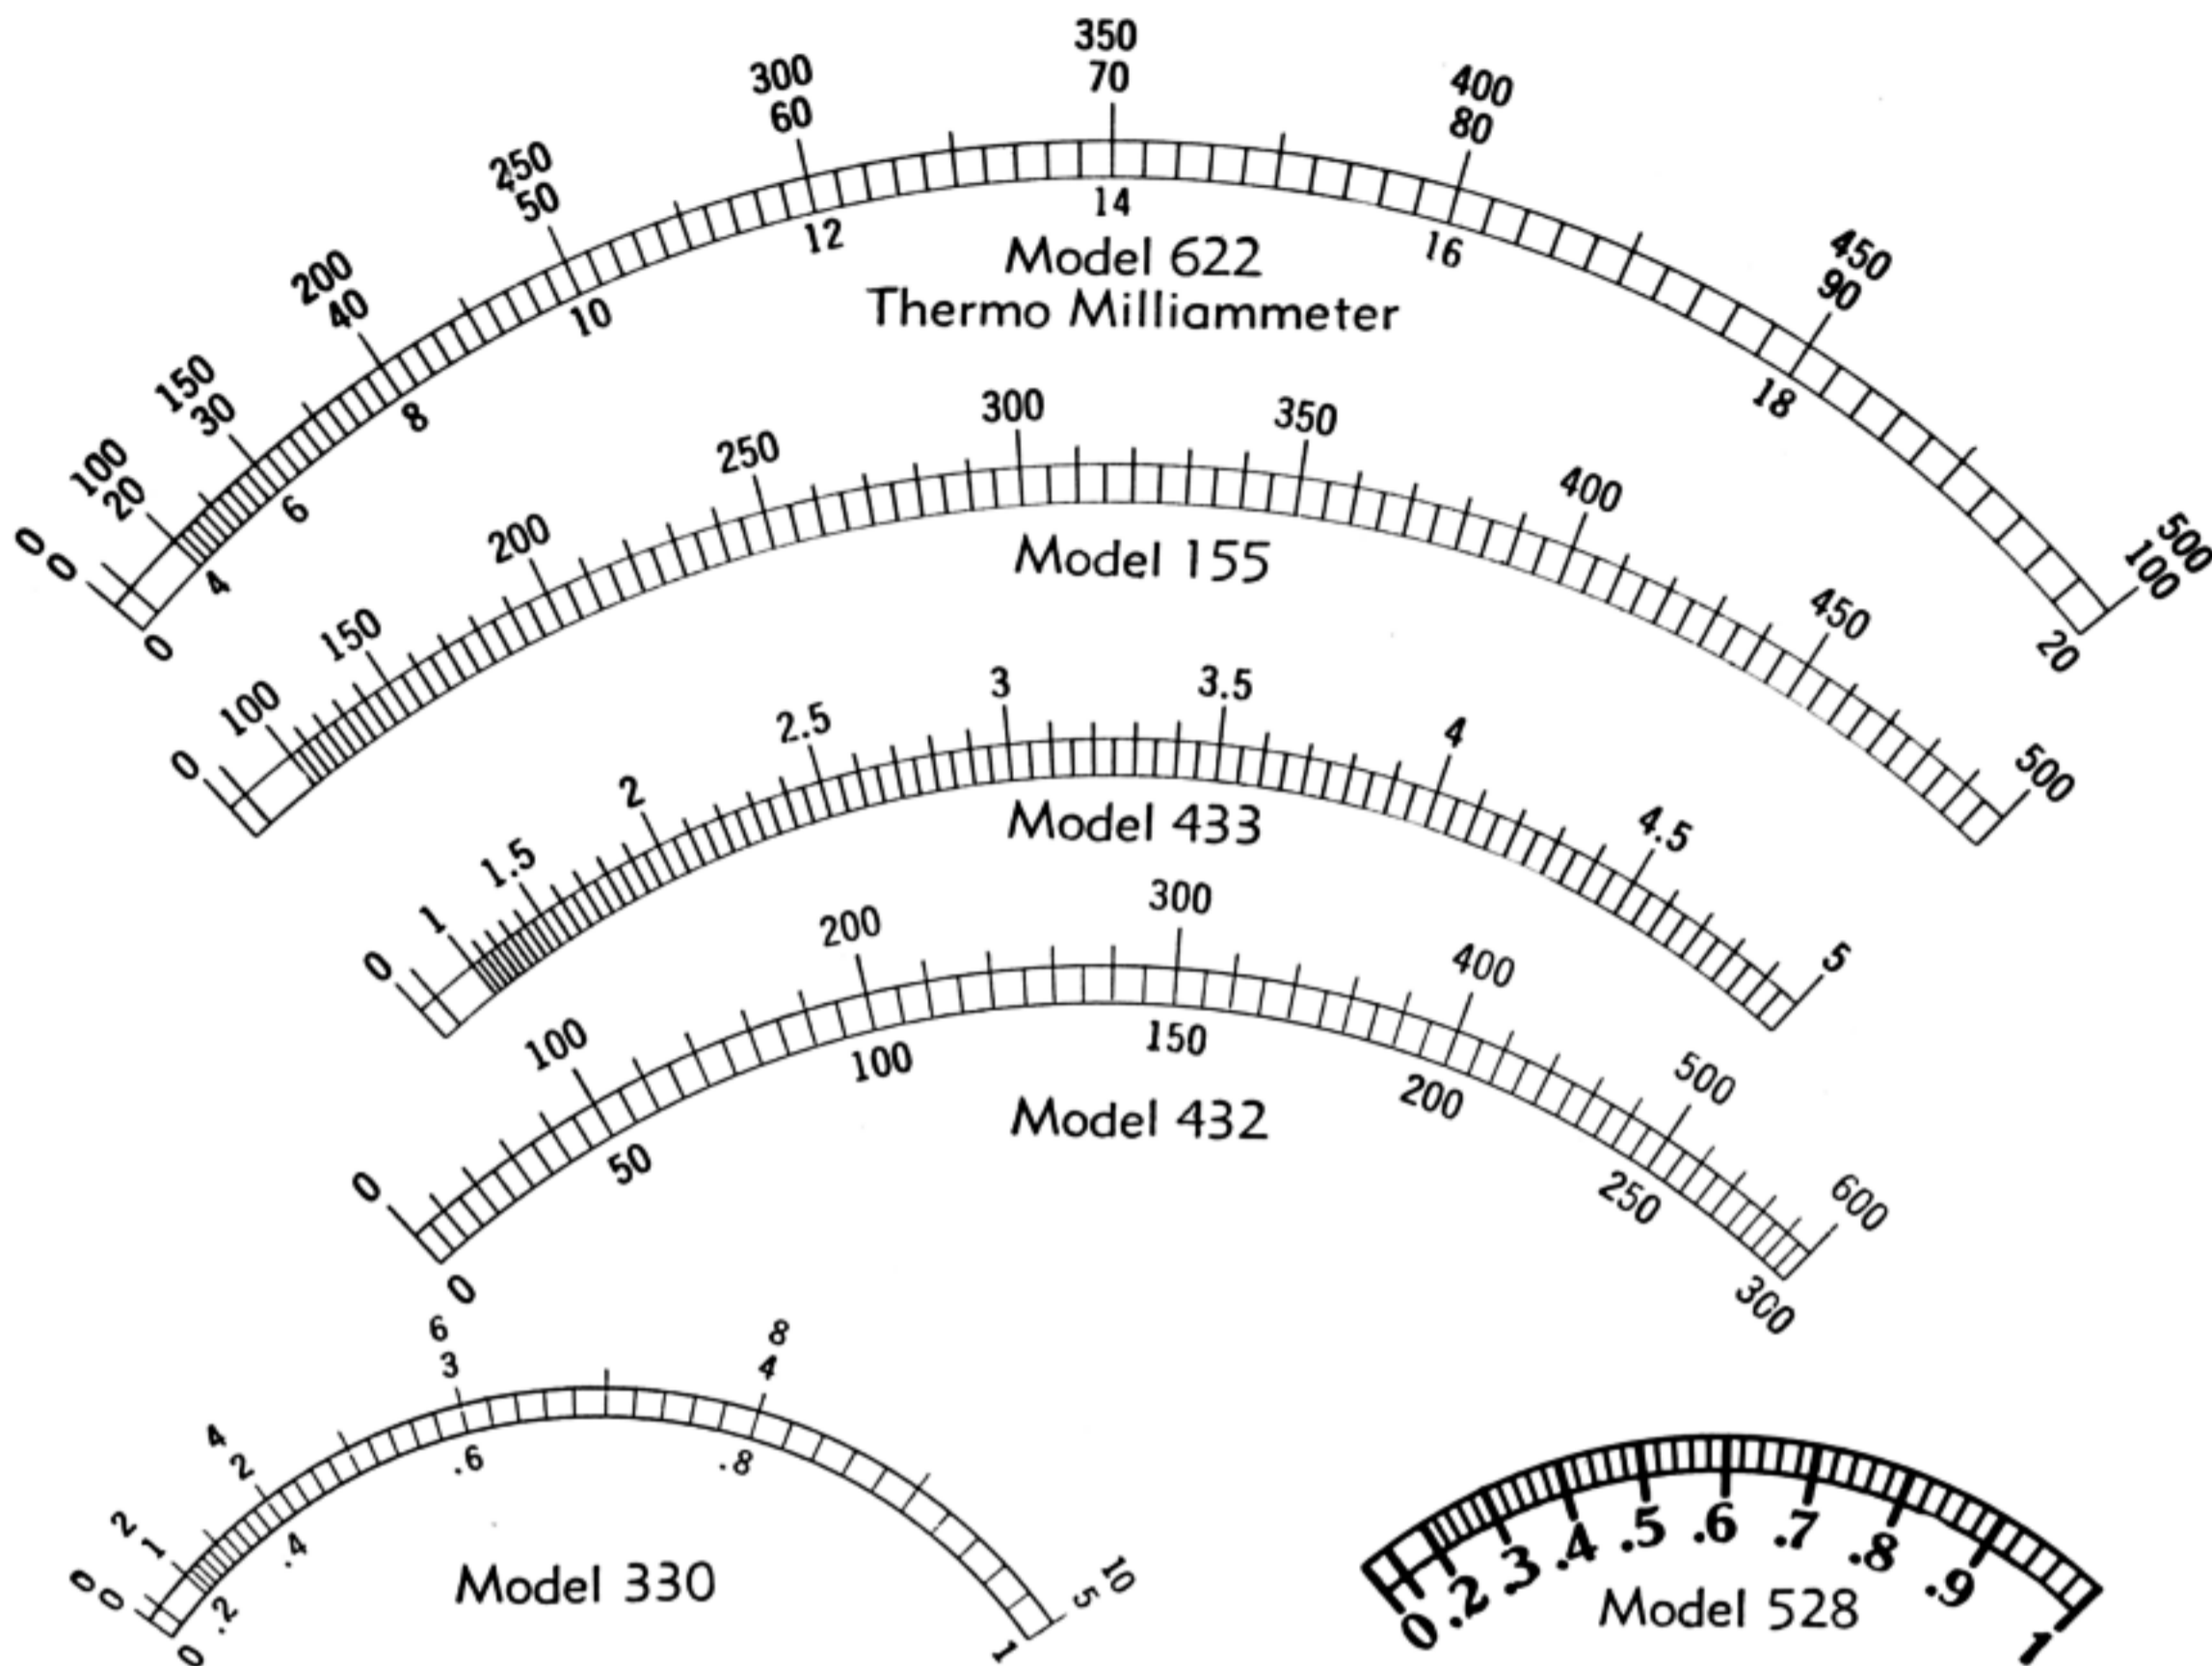 0 100 150 200 250 300 350 400 450 500
0 20 30 40 50 60 70 80 90 100
0 4 6 8 10 12 14 16 18 20
Model 622
Thermo Milliammeter
0 100 150 200 250 300 350 400 450 500
Model 155
0 1 1.5 2 2.5 3 3.5 4 4.5 5
Model 433
0 100 200 300 400 500 600
0 50 100 150 200 250 300
Model 432
0 2 4 6 8 10
0 1 2 3 4 5
0 .2 .4 .6 .8 1
Model 330
0 .2 .3 .4 .5 .6 .7 .8 .9 1
Model 528